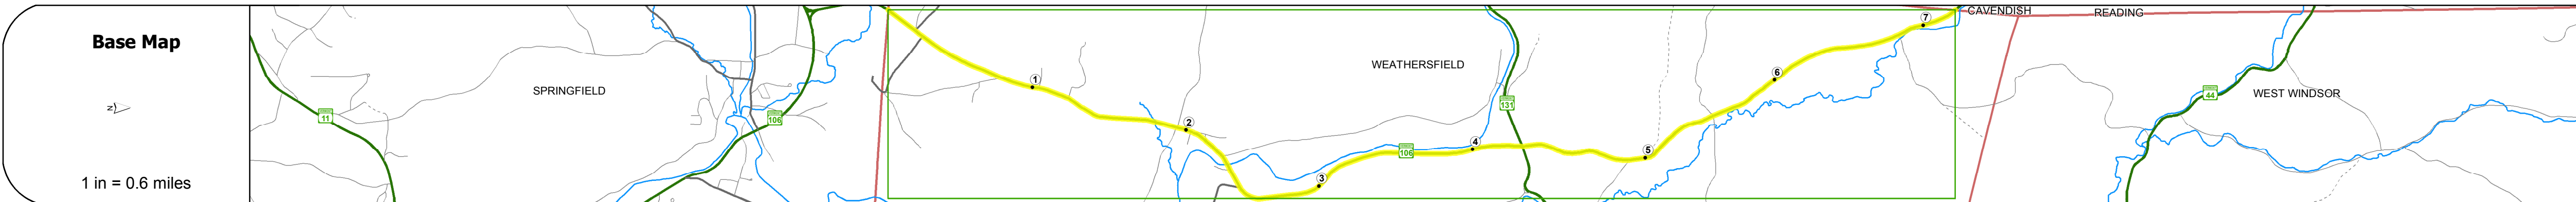 Base Map
N
1 in = 0.6 miles
11
SPRINGFIELD
106
1
2
3
WEATHERSFIELD
106
4
131
5
6
7
CAVENDISH
READING
44
WEST WINDSOR